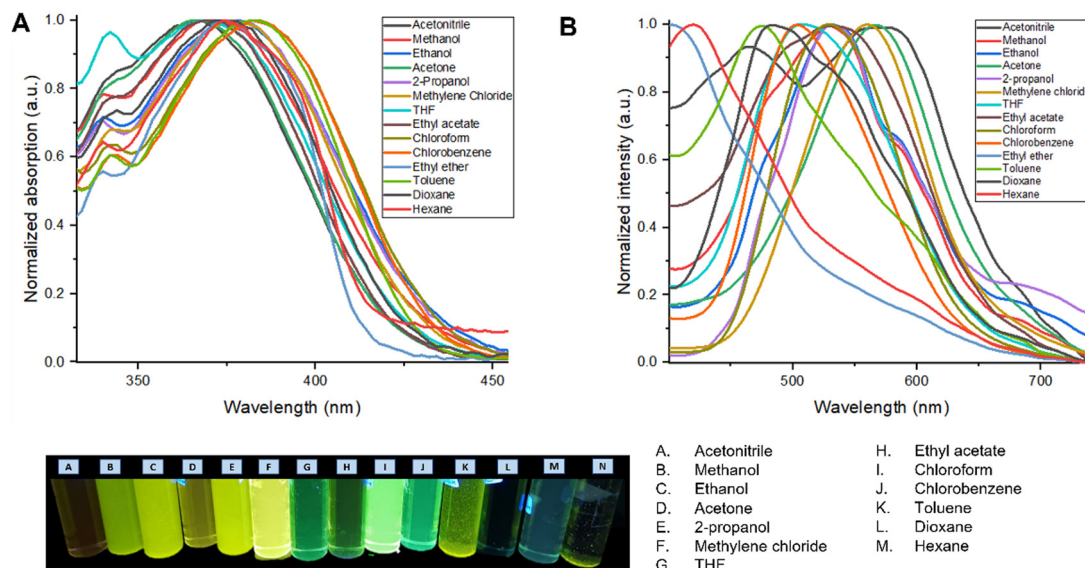 A
Normalized absorption (a.u.)
1.0
0.8
0.6
0.4
0.2
0.0
350
400
450
Wavelength (nm)
Acetonitrile
Methanol
Ethanol
Acetone
2-Propanol
Methylene Chloride
THF
Ethyl acetate
Chloroform
Chlorobenzene
Ethyl ether
Toluene
Dioxane
Hexane
B
Normalized intensity (a.u.)
1.0
0.8
0.6
0.4
0.2
0.0
500
600
700
Wavelength (nm)
Acetonitrile
Methanol
Ethanol
Acetone
2-propanol
Methylene chlorid
THF
Ethyl acetate
Chloroform
Chlorobenzene
Ethyl ether
Toluene
Dioxane
Hexane
A B C D E F G H I J K L M N
A. Acetonitrile
B. Methanol
C. Ethanol
D. Acetone
E. 2-propanol
F. Methylene chloride
G. THF
H. Ethyl acetate
I. Chloroform
J. Chlorobenzene
K. Toluene
L. Dioxane
M. Hexane